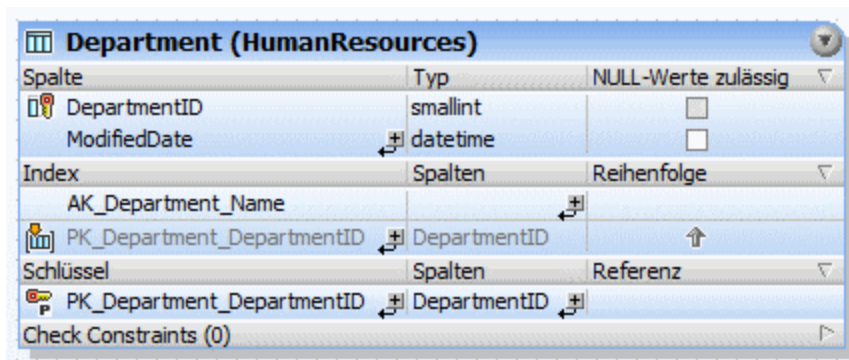 Department (HumanResources)
Spalte Typ NULL-Werte zulässig
DepartmentID smallint
ModifiedDate datetime
Index Spalten Reihenfolge
AK_Department_Name
PK_Department_DepartmentID DepartmentID
Schlüssel Spalten Referenz
P PK_Department_DepartmentID DepartmentID
Check Constraints (0)